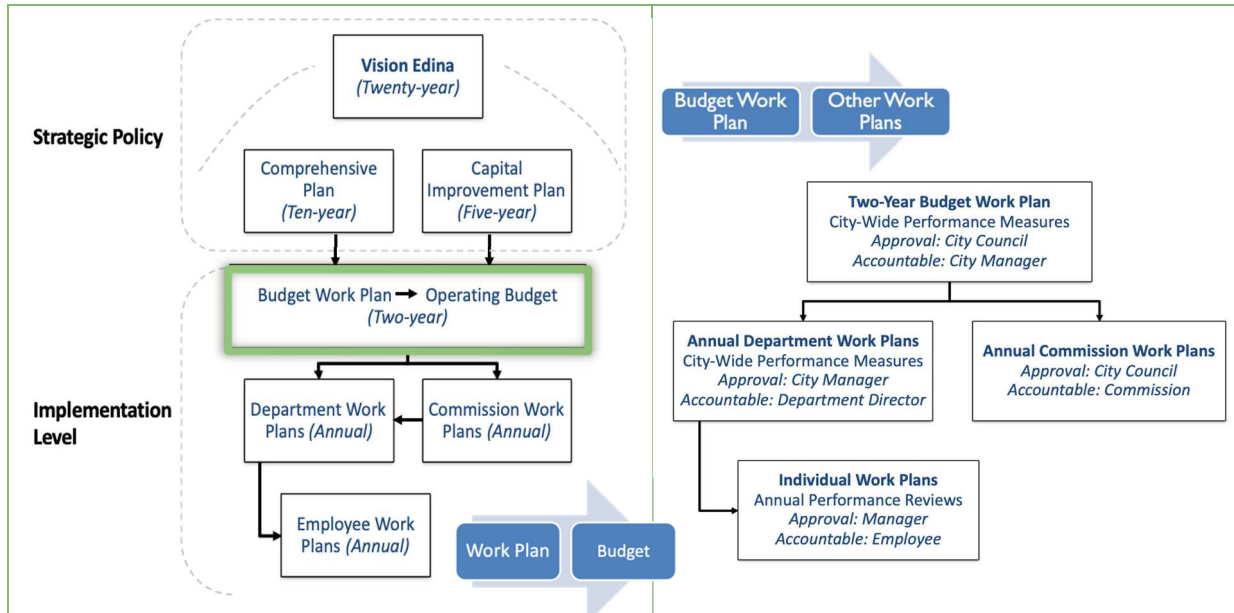 Vision Edina
(Twenty-year)
Strategic Policy
Comprehensive
Plan
(Ten-year)
Capital
Improvement Plan
(Five-year)
Budget Work Plan
Operating Budget
(Two-year)
Implementation
Level
Department Work
Plans (Annual)
Commission Work
Plans (Annual)
Employee Work
Plans (Annual)
Work Plan
Budget
Budget Work
Plan
Other Work
Plans
Two-Year Budget Work Plan
City-Wide Performance Measures
Approval: City Council
Accountable: City Manager
Annual Department Work Plans
City-Wide Performance Measures
Approval: City Manager
Accountable: Department Director
Annual Commission Work Plans
Approval: City Council
Accountable: Commission
Individual Work Plans
Annual Performance Reviews
Approval: Manager
Accountable: Employee